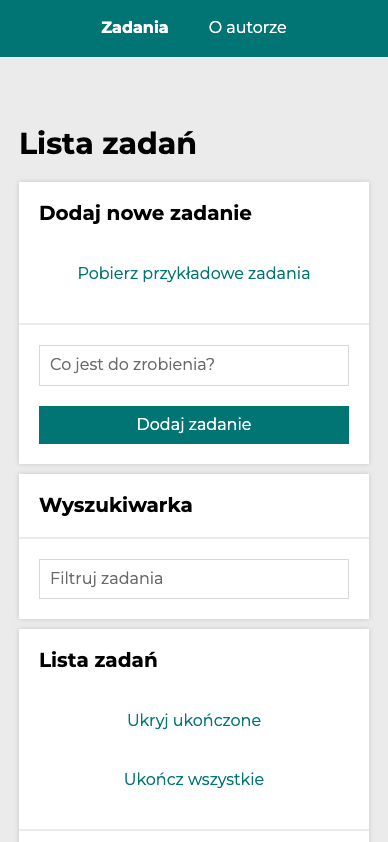 Zadania O autorze
Lista zadań
Dodaj nowe zadanie
Pobierz przykładowe zadania
Co jest do zrobienia?
Dodaj zadanie
Wyszukiwarka
Filtruj zadania
Lista zadań
Ukryj ukończone
Ukończ wszystkie